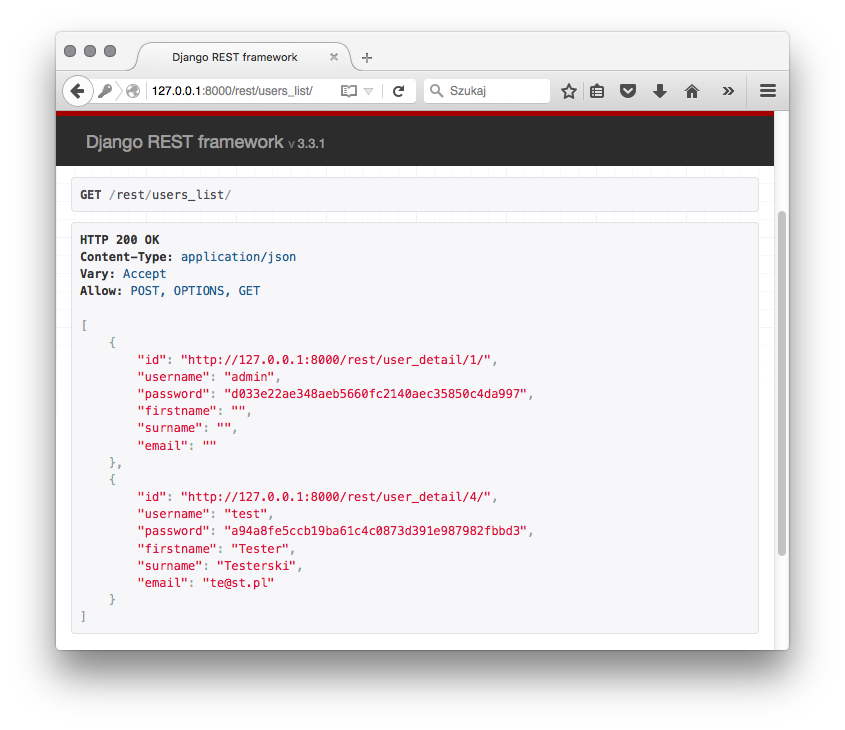 Django REST framework
127.0.0.1:8000/rest/users_list/
Szukaj
Django REST framework v 3.3.1
GET /rest/users_list/
HTTP 200 OK
Content-Type: application/json
Vary: Accept
Allow: POST, OPTIONS, GET
[
    {
        "id": "http://127.0.0.1:8000/rest/user_detail/1/",
        "username": "admin",
        "password": "d033e22ae348aeb5660fc2140aec35850c4da997",
        "firstname": "",
        "surname": "",
        "email": ""
    },
    {
        "id": "http://127.0.0.1:8000/rest/user_detail/4/",
        "username": "test",
        "password": "a94a8fe5ccb19ba61c4c0873d391e987982fbbd3",
        "firstname": "Tester",
        "surname": "Testerski",
        "email": "te@st.pl"
    }
]